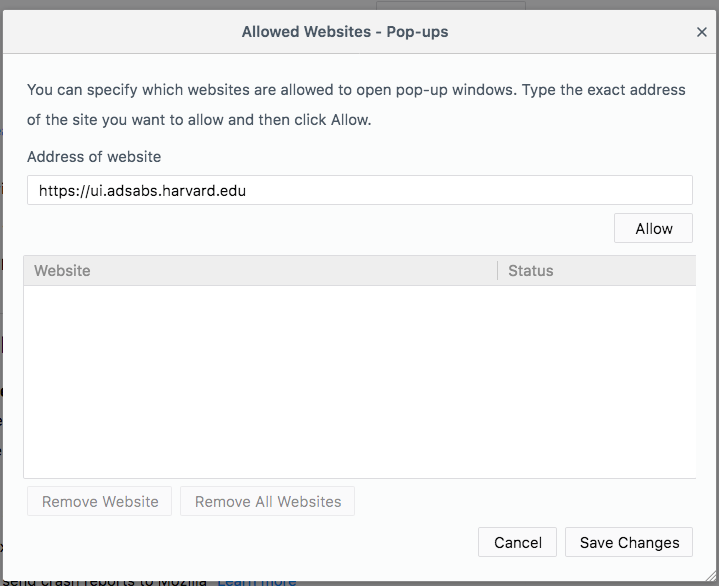 Allowed Websites - Pop-ups
You can specify which websites are allowed to open pop-up windows. Type the exact address
of the site you want to allow and then click Allow.
Address of website
https://ui.adsabs.harvard.edu
Allow
Website Status
Remove Website Remove All Websites
Cancel Save Changes
send crash reports to Mozilla Learn more